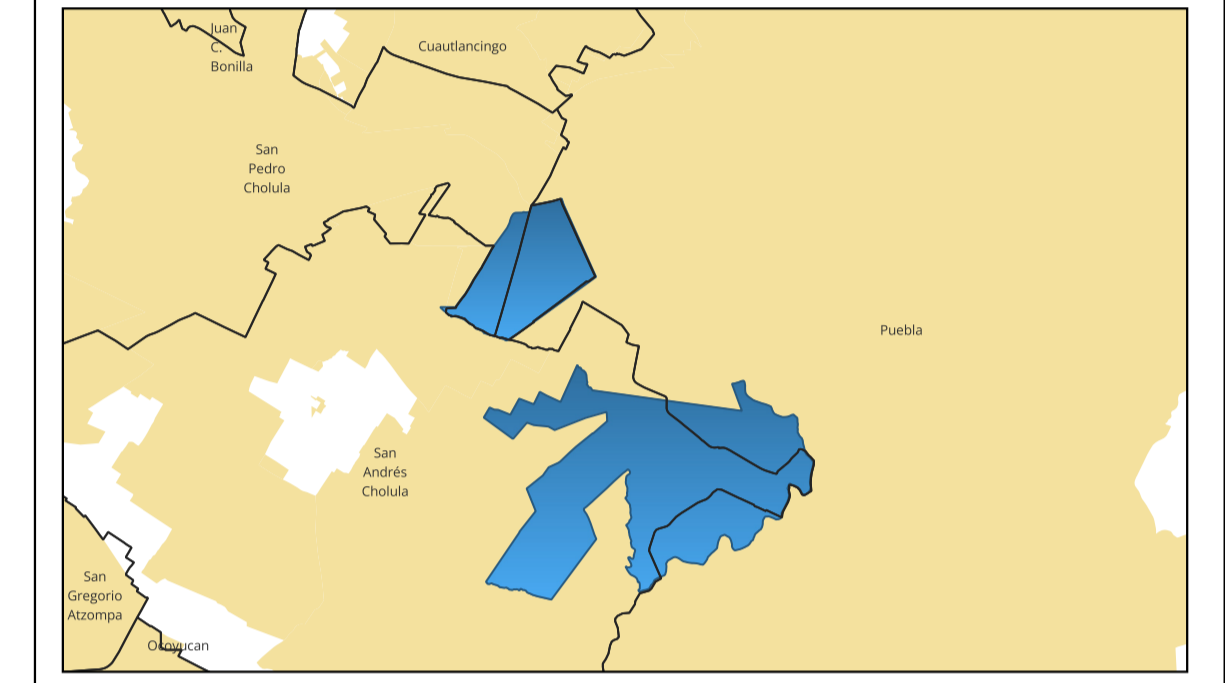 Juan
C.
Bonilla
Cuautlancingo
San
Pedro
Cholula
Puebla
San
Andrés
Cholula
San
Gregorio
Atzompa
Ocoyucan